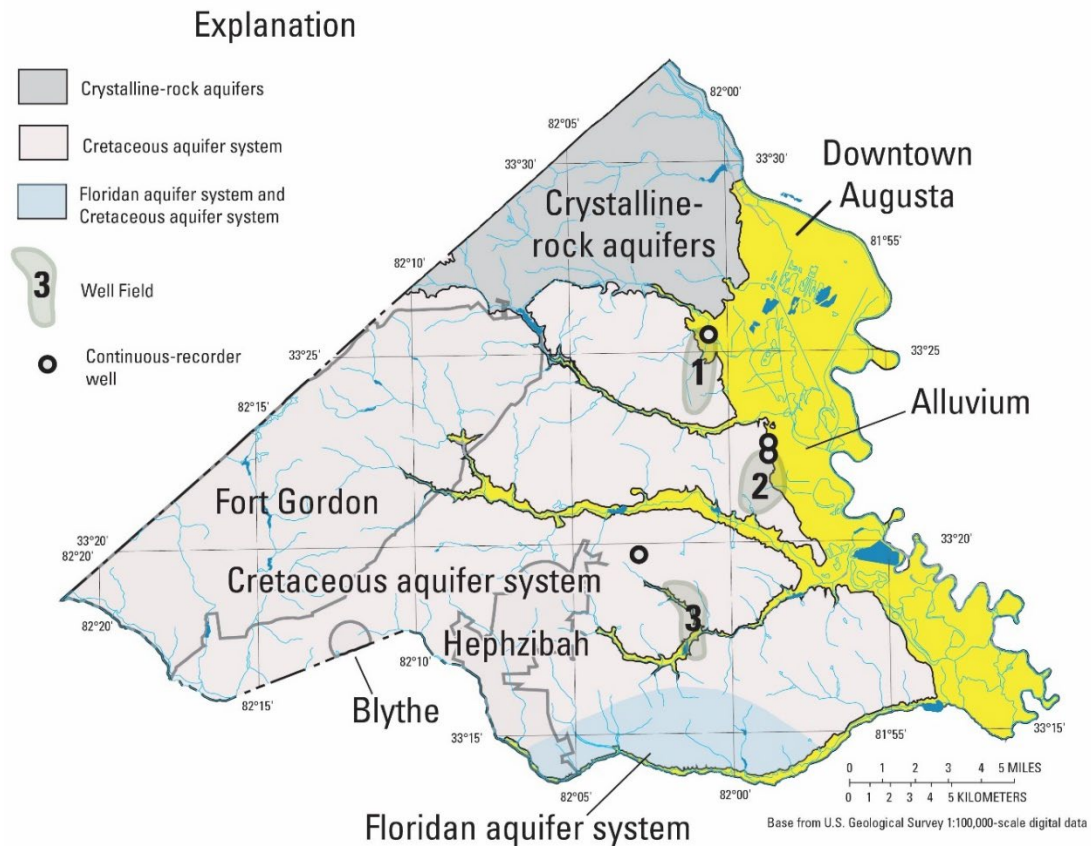 Explanation
Crystalline-rock aquifers
Cretaceous aquifer system
Floridan aquifer system and
Cretaceous aquifer system
3
Well Field
Continuous-recorder
well
82°00'
82°05'
33°30'
33°30'
Downtown
Augusta
81°55'
Crystalline-
rock aquifers
82°10'
33°25'
33°25'
1
82°15'
Alluvium
2
Fort Gordon
33°20'
82°20'
33°20'
Cretaceous aquifer system
82°20'
3
Hephzibah
82°10'
82°15'
Blythe
33°15'
81°55'
33°15'
82°05'
82°00'
0 1 2 3 4 5 MILES
0 1 2 3 4 5 KILOMETERS
Floridan aquifer system
Base from U.S. Geological Survey 1:100,000-scale digital data